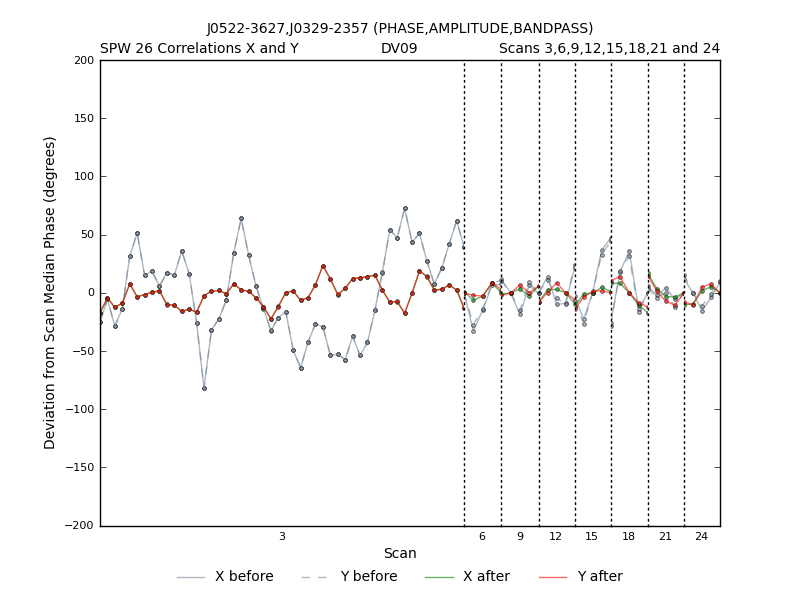 J0522-3627,J0329-2357 (PHASE,AMPLITUDE,BANDPASS)
SPW 26 Correlations X and Y DV09 Scans 3,6,9,12,15,18,21 and 24
200
150
100
50
0
−50
−100
−150
−200
Deviation from Scan Median Phase (degrees)
3 6 9 12 15 18 21 24
Scan
X before Y before X after Y after